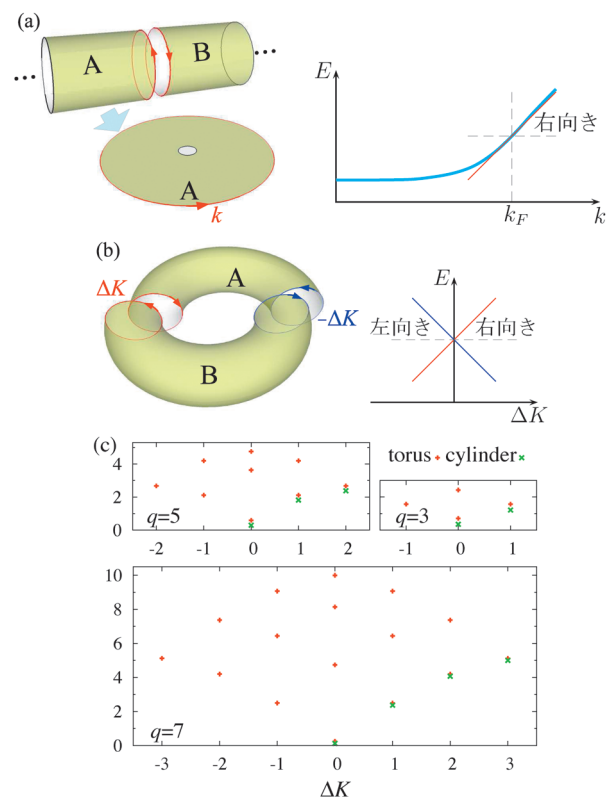 (a)
A
B
...
...
A
k
E
右向き
k_F
k
(b)
ΔK
A
-ΔK
B
E
左向き
右向き
ΔK
(c)
torus + cylinder ×
4
2
0
q=5
-2 -1 0 1 2
q=3
-1 0 1
10
8
6
4
2
0
q=7
-3 -2 -1 0 1 2 3
ΔK